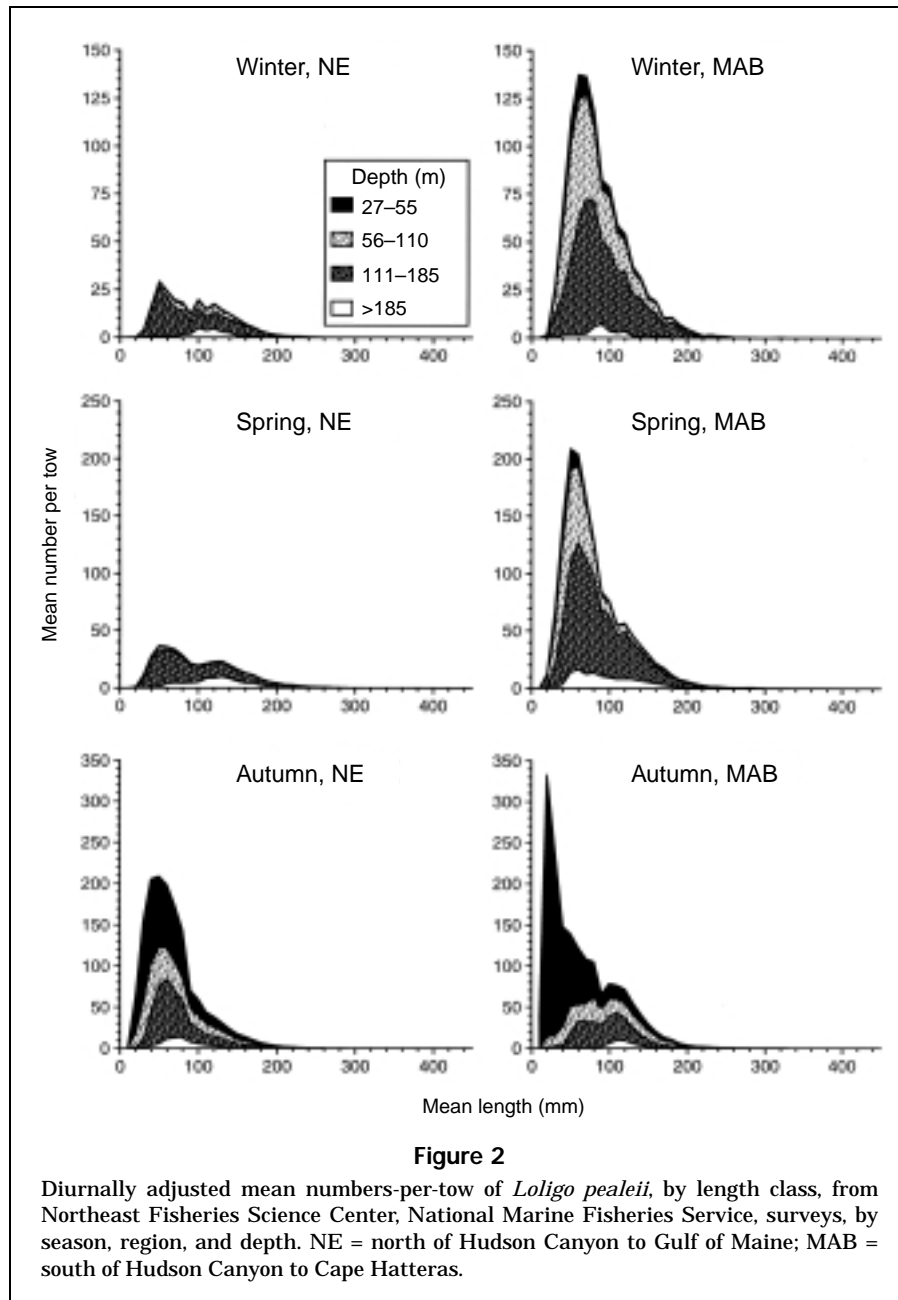 Winter, NE
150
125
100
75
50
25
0
0 100 200 300 400
Depth (m)
27–55
56–110
111–185
>185
Winter, MAB
150
125
100
75
50
25
0
0 100 200 300 400
Mean number per tow
Spring, NE
250
200
150
100
50
0
0 100 200 300 400
Spring, MAB
250
200
150
100
50
0
0 100 200 300 400
Autumn, NE
350
300
250
200
150
100
50
0
0 100 200 300 400
Autumn, MAB
350
300
250
200
150
100
50
0
0 100 200 300 400
Mean length (mm)
Figure 2
Diurnally adjusted mean numbers-per-tow of Loligo pealeii, by length class, from
Northeast Fisheries Science Center, National Marine Fisheries Service, surveys, by
season, region, and depth. NE = north of Hudson Canyon to Gulf of Maine; MAB =
south of Hudson Canyon to Cape Hatteras.